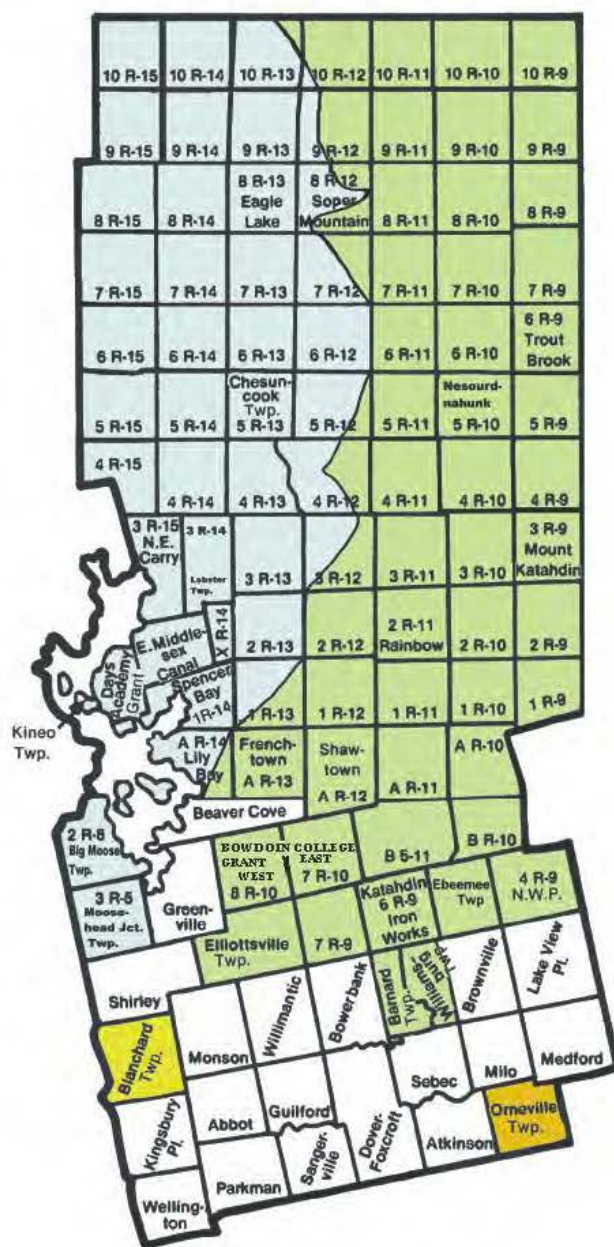 10 R-15 10 R-14 10 R-13 10 R-12 10 R-11 10 R-10 10 R-9
9 R-15 9 R-14 9 R-13 9 R-12 9 R-11 9 R-10 9 R-9
8 R-13 8 R-12
Eagle Soper
8 R-15 8 R-14 Lake Mountain 8 R-11 8 R-10 8 R-9
7 R-15 7 R-14 7 R-13 7 R-12 7 R-11 7 R-10 7 R-9
6 R-9
6 R-15 6 R-14 6 R-13 6 R-12 6 R-11 6 R-10 Trout
Brook
Chesun-
cook
Twp.
Nesourd-
nahunk
5 R-15 5 R-14 5 R-13 5 R-12 5 R-11 5 R-10 5 R-9
4 R-15
4 R-14 4 R-13 4 R-12 4 R-11 4 R-10 4 R-9
3 R-15
N.E.
Carry
3 R-14
Lobster
Twp.
3 R-9
Mount
Katahdin
3 R-13 3 R-12 3 R-11 3 R-10
E. Middle-
sex
Canal
X R-14
2 R-11
2 R-13 2 R-12 Rainbow 2 R-10 2 R-9
Days
Academy
Grant
Spencer
Bay
1 R-14 1 R-13 1 R-12 1 R-11 1 R-10 1 R-9
Kineo
Twp.
A R-14
Lily
Bay
French-
town
A R-13
Shaw-
town
A R-12
A R-11
A R-10
Beaver Cove
2 R-6
Big Moose
Twp.
BOWDOIN COLLEGE
GRANT EAST
WEST
8 R-10 7 R-10
B 5-11
B R-10
3 R-5
Moose-
head Jct.
Twp.
Green-
ville
Katahdin
6 R-9
Iron
Works
Ebeemee
Twp
4 R-9
N.W.P.
Elliottsville
Twp.
7 R-9
Shirley
Willimantic
Bowerbank
Barnard
Twp.
Williams-
burg
Twp
Brownville
Lake View
Pl.
Blanchard
Twp.
Monson
Sebec
Milo
Medford
Kingsbury
Pl.
Abbot
Guilford
Dover-
Foxcroft
Atkinson
Orneville
Twp.
Sanger-
ville
Parkman
Welling-
ton